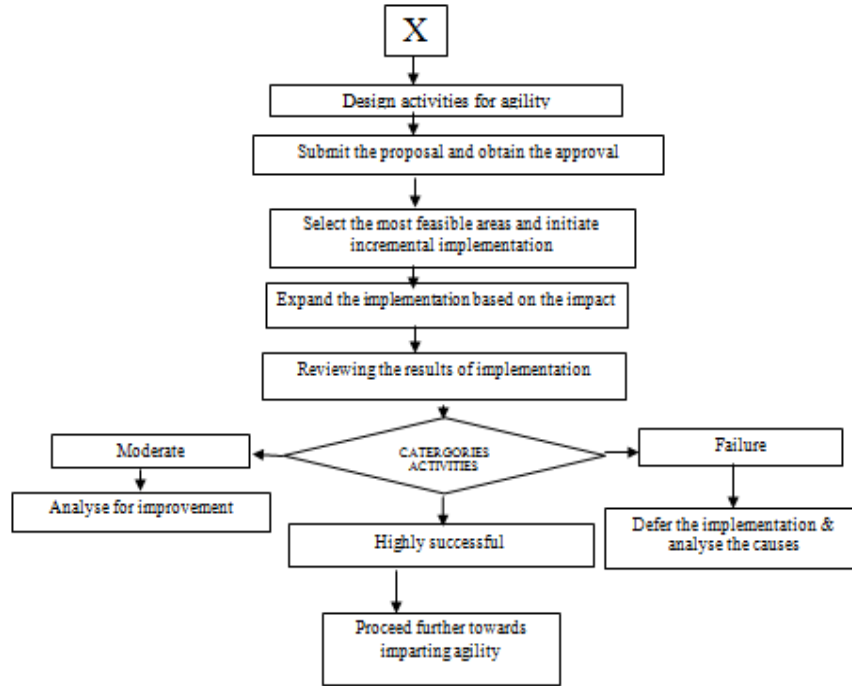 X
Design activities for agility
Submit the proposal and obtain the approval
Select the most feasible areas and initiate
incremental implementation
Expand the implementation based on the impact
Reviewing the results of implementation
Moderate
CATERGORIES
ACTIVITIES
Failure
Analyse for improvement
Highly successful
Defer the implementation &
analyse the causes
Proceed further towards
imparting agility